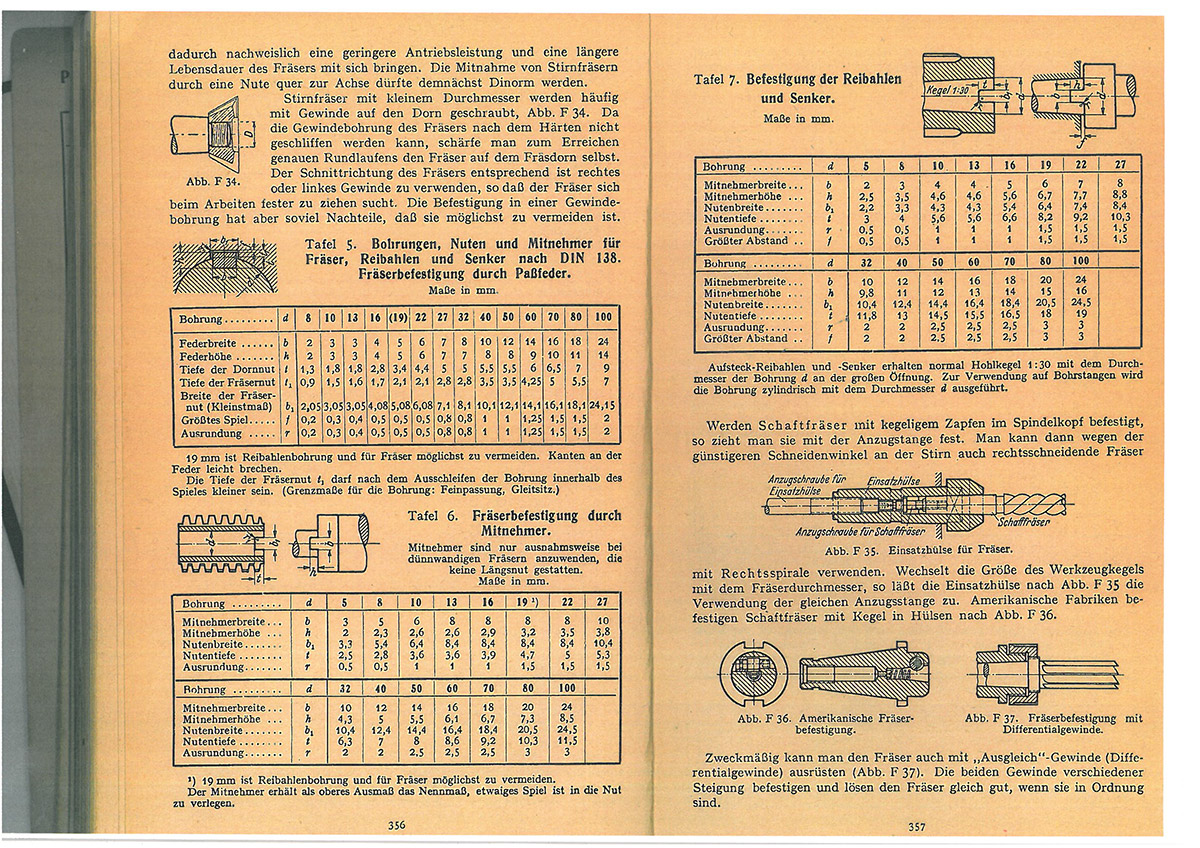 dadurch nachweislich eine geringere Antriebsleistung und eine längere
Lebensdauer des Fräsers mit sich bringen. Die Mitnahme von Stirnfräsern
durch eine Nute quer zur Achse dürfte demnächst Dinorm werden.
Stirnfräser mit kleinem Durchmesser werden häufig
mit Gewinde auf den Dorn geschraubt, Abb. F 34. Da
die Gewindebohrung des Fräsers nach dem Härten nicht
geschliffen werden kann, schärfe man zum Erreichen
genauen Rundlaufens den Fräser auf dem Fräsdorn selbst.
Der Schnittrichtung des Fräsers entsprechend ist rechtes
oder linkes Gewinde zu verwenden, so daß der Fräser sich
beim Arbeiten fester zu ziehen sucht. Die Befestigung in einer Gewinde-
bohrung hat aber soviel Nachteile, daß sie möglichst zu vermeiden ist.
D
Abb. F 34.
Tafel 5. Bohrungen, Nuten und Mitnehmer für
Fräser, Reibahlen und Senker nach DIN 138.
Fräserbefestigung durch Paßfeder.
Maße in mm.
Bohrung ......... d 8 10 13 16 (19) 22 27 32 40 50 60 70 80 100
Federbreite ...... b 2 3 3 4 5 6 7 8 10 12 14 16 18 24
Federhöhe ....... h 2 3 3 4 5 6 7 7 8 8 9 10 11 14
Tiefe der Dornnut t 1,3 1,8 1,8 2,8 3,4 4,4 5 5 5,5 5,5 6 6,5 7 9
Tiefe der Fräsernut t₁ 0,9 1,5 1,6 1,7 2,1 2,1 2,8 2,8 3,5 3,5 4,25 5 5,5 7
Breite der Fräser-
nut (Kleinstmaß) b₁ 2,05 3,05 3,05 4,08 5,08 6,08 7,1 8,1 10,1 12,1 14,1 16,1 18,1 24,15
Größtes Spiel..... f 0,2 0,3 0,4 0,5 0,5 0,5 0,8 0,8 1 1 1,25 1,5 1,5 2
Ausrundung ..... r 0,2 0,3 0,4 0,5 0,5 0,5 0,8 0,8 1 1 1,25 1,5 1,5 2
19 mm ist Reibahlenbohrung und für Fräser möglichst zu vermeiden. Kanten an der
Feder leicht brechen.
Die Tiefe der Fräsernut t₁ darf nach dem Ausschleifen der Bohrung innerhalb des
Spieles kleiner sein. (Grenzmaße für die Bohrung: Feinpassung, Gleitsitz.)
Tafel 6. Fräserbefestigung durch
Mitnehmer.
Mitnehmer sind nur ausnahmsweise bei
dünnwandigen Fräsern anzuwenden, die
keine Längsnut gestatten.
Maße in mm.
Bohrung ......... d 5 8 10 13 16 19 ¹) 22 27
Mitnehmerbreite... b 3 5 6 8 8 8 8 10
Mitnehmerhöhe ... h 2 2,3 2,6 2,6 2,9 3,2 3,5 3,8
Nutenbreite....... b₁ 3,3 5,4 6,4 8,4 8,4 8,4 8,4 10,4
Nutentiefe........ t 2,5 2,8 3,6 3,6 3,9 4,7 5 5,3
Ausrundung....... r 0,5 0,5 1 1 1 1,5 1,5 1,5
Bohrung ......... d 32 40 50 60 70 80 100
Mitnehmerbreite... b 10 12 14 16 18 20 24
Mitnehmerhöhe ... h 4,3 5 5,5 6,1 6,7 7,3 8,5
Nutenbreite....... b₁ 10,4 12,4 14,4 16,4 18,4 20,5 24,5
Nutentiefe........ t 6,3 7 8 8,6 9,2 10,3 11,5
Ausrundung....... r 2 2 2,5 2,5 2,5 3 3
¹) 19 mm ist Reibahlenbohrung und für Fräser möglichst zu vermeiden.
Der Mitnehmer erhält als oberes Ausmaß das Nennmaß, etwaiges Spiel ist in die Nut
zu verlegen.
356
Tafel 7. Befestigung der Reibahlen
und Senker.
Maße in mm.
Kegel 1:30
Bohrung ......... d 5 8 10 13 16 19 22 27
Mitnehmerbreite... b 2 3 4 4 5 6 7 8
Mitnehmerhöhe ... h 2,5 3,5 4,6 4,6 5,6 6,7 7,7 8,8
Nutenbreite....... b₁ 2,2 3,3 4,3 4,3 5,4 6,4 7,4 8,4
Nutentiefe........ t 3 4 5,6 5,6 6,6 8,2 9,2 10,3
Ausrundung....... r 0,5 0,5 1 1 1 1,5 1,5 1,5
Größter Abstand .. f 0,5 0,5 1 1 1 1,5 1,5 1,5
Bohrung ......... d 32 40 50 60 70 80 100
Mitnehmerbreite... b 10 12 14 16 18 20 24
Mitnehmerhöhe ... h 9,8 11 12 13 14 15 16
Nutenbreite....... b₁ 10,4 12,4 14,4 16,4 18,4 20,5 24,5
Nutentiefe........ t 11,8 13 14,5 15,5 16,5 18 19
Ausrundung....... r 2 2 2,5 2,5 2,5 3 3
Größter Abstand .. f 2 2 2,5 2,5 2,5 3 3
Aufsteck-Reibahlen und -Senker erhalten normal Hohlkegel 1:30 mit dem Durch-
messer der Bohrung d an der großen Öffnung. Zur Verwendung auf Bohrstangen wird
die Bohrung zylindrisch mit dem Durchmesser d ausgeführt.
Werden Schaftfräser mit kegeligem Zapfen im Spindelkopf befestigt,
so zieht man sie mit der Anzugstange fest. Man kann dann wegen der
günstigeren Schneidenwinkel an der Stirn auch rechtsschneidende Fräser
Anzugschraube für
Einsatzhülse
Einsatzhülse
Anzugschraube für Schaftfräser
Schaftfräser
Abb. F 35. Einsatzhülse für Fräser.
mit Rechtsspirale verwenden. Wechselt die Größe des Werkzeugkegels
mit dem Fräserdurchmesser, so läßt die Einsatzhülse nach Abb. F 35 die
Verwendung der gleichen Anzugsstange zu. Amerikanische Fabriken be-
festigen Schaftfräser mit Kegel in Hülsen nach Abb. F 36.
Abb. F 36. Amerikanische Fräser-
befestigung.
Abb. F 37. Fräserbefestigung mit
Differentialgewinde.
Zweckmäßig kann man den Fräser auch mit „Ausgleich“-Gewinde (Diffe-
rentialgewinde) ausrüsten (Abb. F 37). Die beiden Gewinde verschiedener
Steigung befestigen und lösen den Fräser gleich gut, wenn sie in Ordnung
sind.
357